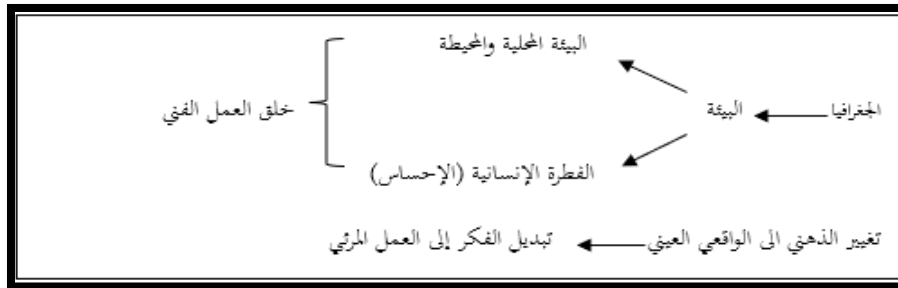 البيئة المحلية والمحيطة
الجغرافيا البيئة خلق العمل الفني
الفطرة الإنسانية (الإحساس)
تغيير الذهني الى الواقعي العيني تبديل الفكر إلى العمل المرئي